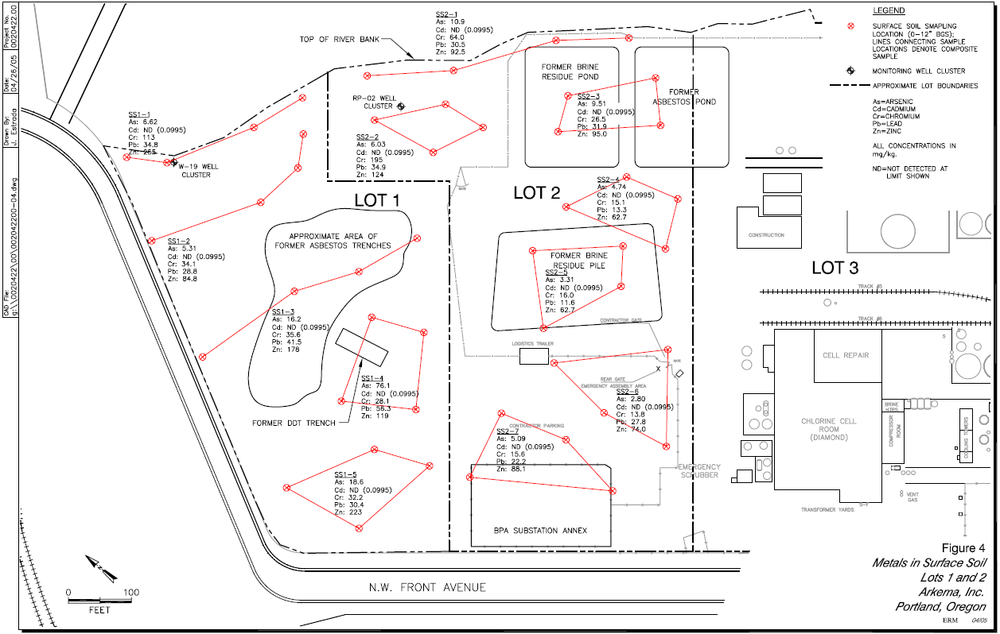 Project No.
0020422.00
Date:
04/26/05
Drawn By:
J. Estrada
CAD File:
g:\\0020422\00\002042200-04.dwg
SS2-1
As: 10.9
Cd: ND (0.0995)
Cr: 64.0
Pb: 30.5
Zn: 92.5
TOP OF RIVER BANK
LEGEND
SURFACE SOIL SMAPLING
LOCATION (0-12" BGS);
LINES CONNECTING SAMPLE
LOCATIONS DENOTE COMPOSITE
SAMPLE
MONITORING WELL CLUSTER
APPROXIMATE LOT BOUNDARIES
As=ARSENIC
Cd=CADMIUM
Cr=CHROMIUM
Pb=LEAD
Zn=ZINC
ALL CONCENTRATIONS IN
mg/kg.
ND=NOT DETECTED AT
LIMIT SHOWN
FORMER BRINE
RESIDUE POND
FORMER
ASBESTOS POND
SS2-3
As: 9.51
Cd: ND (0.0995)
Cr: 26.5
Pb: 31.9
Zn: 95.0
RP-02 WELL
CLUSTER
SS1-1
As: 6.62
Cd: ND (0.0995)
Cr: 113
Pb: 34.8
Zn: 265
W-19 WELL
CLUSTER
SS2-2
As: 6.03
Cd: ND (0.0995)
Cr: 195
Pb: 34.9
Zn: 124
GATE
LOT 1
LOT 2
SS2-4
As: 4.74
Cd: ND (0.0995)
Cr: 15.1
Pb: 13.3
Zn: 62.7
CONSTRUCTION
LOT 3
SS1-2
As: 5.31
Cd: ND (0.0995)
Cr: 34.1
Pb: 28.8
Zn: 84.8
APPROXIMATE AREA OF
FORMER ASBESTOS TRENCHES
FORMER BRINE
RESIDUE PILE
SS2-5
As: 3.31
Cd: ND (0.0995)
Cr: 16.0
Pb: 11.6
Zn: 62.7
TRACK #5
TRACK #6
SS1-3
As: 16.2
Cd: ND (0.0995)
Cr: 35.6
Pb: 41.5
Zn: 178
CONTRACTOR GATE
LOGISTICS TRAILER
GATE
X
REAR GATE
EMERGENCY ASSEMBLY AREA
SS2-6
As: 2.80
Cd: ND (0.0995)
Cr: 13.8
Pb: 27.8
Zn: 74.0
SS1-4
As: 76.1
Cd: ND (0.0995)
Cr: 28.1
Pb: 56.3
Zn: 119
FORMER DDT TRENCH
CONTRACTOR PARKING
SS2-7
As: 5.09
Cd: ND (0.0995)
Cr: 15.6
Pb: 22.2
Zn: 88.1
CELL REPAIR
S
CHLORINE CELL
ROOM
(DIAMOND)
BRINE
HTRS
COMPRESSOR
ROOM
COOLING TOWERS
EMERGENCY
SCRUBBER
VENT
GAS
TRANSFORMER YARDS
SS1-5
As: 18.6
Cd: ND (0.0995)
Cr: 32.2
Pb: 30.4
Zn: 223
BPA SUBSTATION ANNEX
N.W. FRONT AVENUE
0
100
FEET
Figure 4
Metals in Surface Soil
Lots 1 and 2
Arkema, Inc.
Portland, Oregon
ERM 04/05